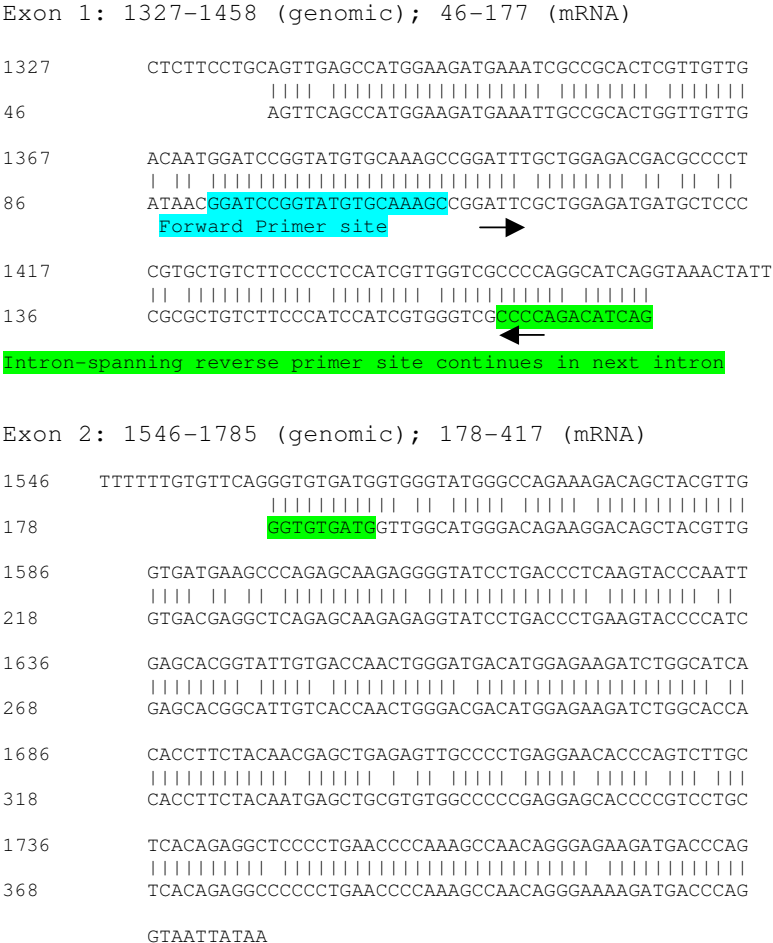 Exon 1: 1327-1458 (genomic); 46-177 (mRNA)
1327 CTCTTCCTGCAGTTGAGCCATGGAAGATGAAATCGCCGCACTCGTTGTTG
|||| ||||||||||||||||| |||||||| |||||||
46 AGTTCAGCCATGGAAGATGAAATTGCCGCACTGGTTGTTG
1367 ACAATGGATCCGGTATGTGCAAAGCCGGATTTGCTGGAGACGACGCCCCT
| || |||||||||||||||||||||||||| |||||||| || || ||
86 ATAACGGATCCGGTATGTGCAAAGCCGGATTCGCTGGAGATGATGCTCCC
Forward Primer site
1417 CGTGCTGTCTTCCCCTCCATCGTTGGTCGCCCCAGGCATCAGGTAAACTATT
|| ||||||||||| |||||||| ||||||||||| ||||||
136 CGCGCTGTCTTCCCATCCATCGTGGGTCGCCCCAGACATCAG
Intron-spanning reverse primer site continues in next intron
Exon 2: 1546-1785 (genomic); 178-417 (mRNA)
1546 TTTTTTGTGTTCAGGGTGTGATGGTGGGTATGGGCCAGAAAGACAGCTACGTTG
||||||||||| || ||||| ||||| |||||||||||||
178 GGTGTGATGGTTGGCATGGGACAGAAGGACAGCTACGTTG
1586 GTGATGAAGCCCAGAGCAAGAGGGGTATCCTGACCCTCAAGTACCCAATT
|||| || || ||||||||||| |||||||||||||| |||||||| ||
218 GTGACGAGGCTCAGAGCAAGAGAGGTATCCTGACCCTGAAGTACCCCATC
1636 GAGCACGGTATTGTGACCAACTGGGATGACATGGAGAAGATCTGGCATCA
|||||||| ||||| ||||||||||| |||||||||||||||||||| ||
268 GAGCACGGCATTGTCACCAACTGGGACGACATGGAGAAGATCTGGCACCA
1686 CACCTTCTACAACGAGCTGAGAGTTGCCCCTGAGGAACACCCAGTCTTGC
|||||||||||| |||||| | || ||||| ||||| ||||| ||| |||
318 CACCTTCTACAATGAGCTGCGTGTGGCCCCCGAGGAGCACCCCGTCCTGC
1736 TCACAGAGGCTCCCCTGAACCCCAAAGCCAACAGGGAGAAGATGACCCAG
|||||||||| |||||||||||||||||||||||||| ||||||||||||
368 TCACAGAGGCCCCCCTGAACCCCAAAGCCAACAGGGAAAAGATGACCCAG
GTAATTATAA